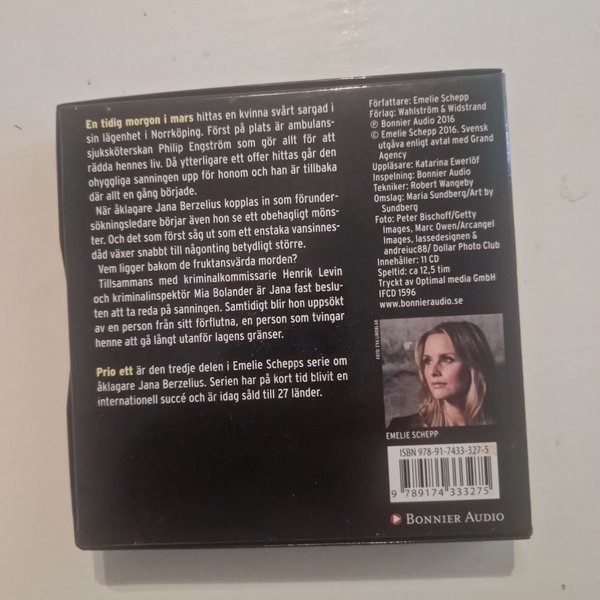 En tidig morgon i mars hittas en kvinna svårt sargad i
sin lägenhet i Norrköping. Först på plats är ambulans-
sjuksköterskan Philip Engström som gör allt för att
rädda hennes liv. Då ytterligare ett offer hittas går den
ohyggliga sanningen upp för honom och han är tillbaka
där allt en gång började.
När åklagare Jana Berzelius kopplas in som förunder-
sökningsledare börjar även hon se ett obehagligt möns-
ter. Och det som först såg ut som ett enstaka vansinnes-
dåd växer snabbt till någonting betydligt större.
Vem ligger bakom de fruktansvärda morden?
Tillsammans med kriminalkommissarie Henrik Levin
och kriminalinspektör Mia Bolander är Jana fast beslu-
ten att ta reda på sanningen. Samtidigt blir hon uppsökt
av en person från sitt förflutna, en person som tvingar
henne att gå långt utanför lagens gränser.
Prio ett är den tredje delen i Emelie Schepps serie om
åklagare Jana Berzelius. Serien har på kort tid blivit en
internationell succé och är idag såld till 27 länder.
Författare: Emelie Schepp
Förlag: Wahlström & Widstrand
℗ Bonnier Audio 2016
© Emelie Schepp 2016. Svensk
utgåva enligt avtal med Grand
Agency
Uppläsare: Katarina Ewerlöf
Inspelning: Bonnier Audio
Tekniker: Robert Wangeby
Omslag: Maria Sundberg/Art by
Sundberg
Foto: Peter Bischoff/Getty
Images, Marc Owen/Arcangel
Images, lassedesignen &
andreiuc88/ Dollar Photo Club
Innehåller: 11 CD
Speltid: ca 12,5 tim
Tryckt av Optimal media GmbH
IFCD 1596
www.bonnieraudio.se
FOTO: EVA LINDBLAD
EMELIE SCHEPP
ISBN 978-91-7433-327-5
9 789174 333275
BONNIER AUDIO